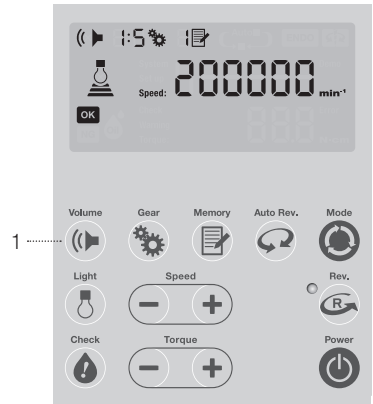 1:5 1
Speed: 200000 min-1
OK
Volume Gear Memory Auto Rev. Mode
1
Light Speed Rev.
R
Check Torque Power